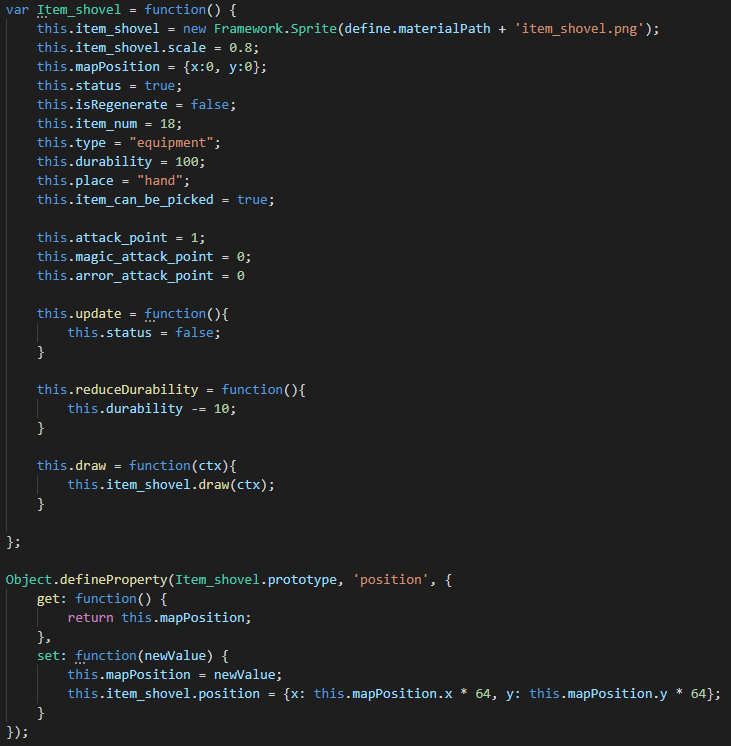 var Item_shovel = function() {
    this.item_shovel = new Framework.Sprite(define.materialPath + 'item_shovel.png');
    this.item_shovel.scale = 0.8;
    this.mapPosition = {x:0, y:0};
    this.status = true;
    this.isRegenerate = false;
    this.item_num = 18;
    this.type = "equipment";
    this.durability = 100;
    this.place = "hand";
    this.item_can_be_picked = true;

    this.attack_point = 1;
    this.magic_attack_point = 0;
    this.arror_attack_point = 0

    this.update = function(){
        this.status = false;
    }

    this.reduceDurability = function(){
        this.durability -= 10;
    }

    this.draw = function(ctx){
        this.item_shovel.draw(ctx);
    }

};

Object.defineProperty(Item_shovel.prototype, 'position', {
    get: function() {
        return this.mapPosition;
    },
    set: function(newValue) {
        this.mapPosition = newValue;
        this.item_shovel.position = {x: this.mapPosition.x * 64, y: this.mapPosition.y * 64};
    }
});